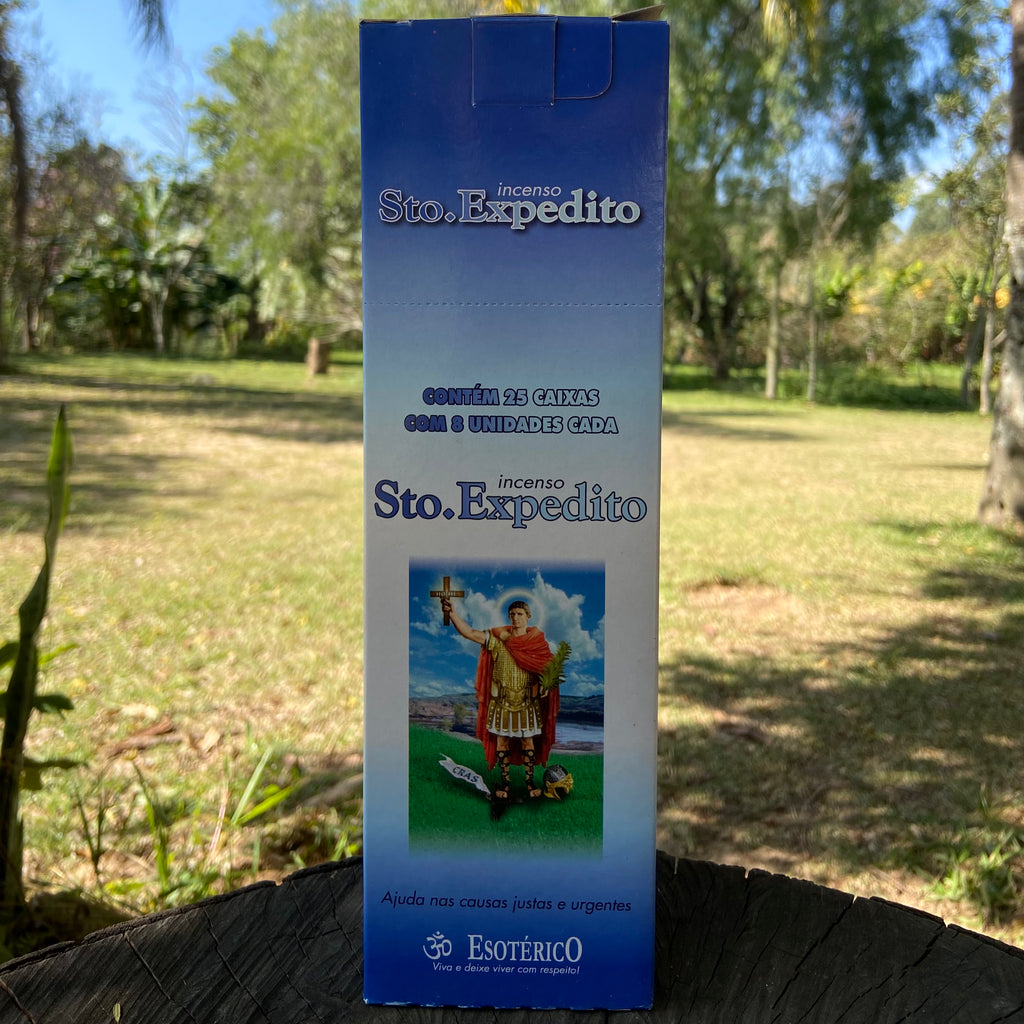 incenso
Sto.Expedito
CONTÉM 25 CAIXAS
COM 8 UNIDADES CADA
incenso
Sto.Expedito
HODIE
CRAS
Ajuda nas causas justas e urgentes
ॐ ESOTÉRICO
Viva e deixe viver com respeito!